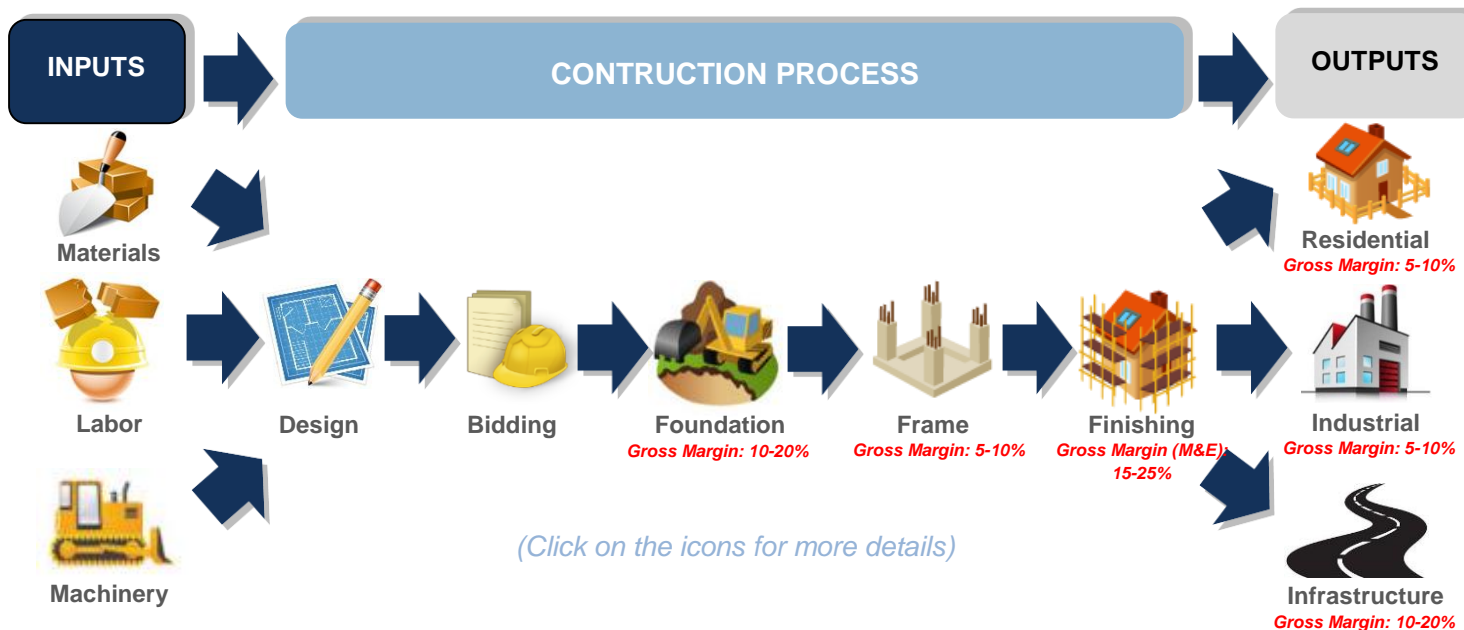 INPUTS
CONTRUCTION PROCESS
OUTPUTS
Materials
Labor
Machinery
Design
Bidding
Foundation
Gross Margin: 10-20%
Frame
Gross Margin: 5-10%
Finishing
Gross Margin (M&E):
15-25%
Residential
Gross Margin: 5-10%
Industrial
Gross Margin: 5-10%
Infrastructure
Gross Margin: 10-20%
(Click on the icons for more details)